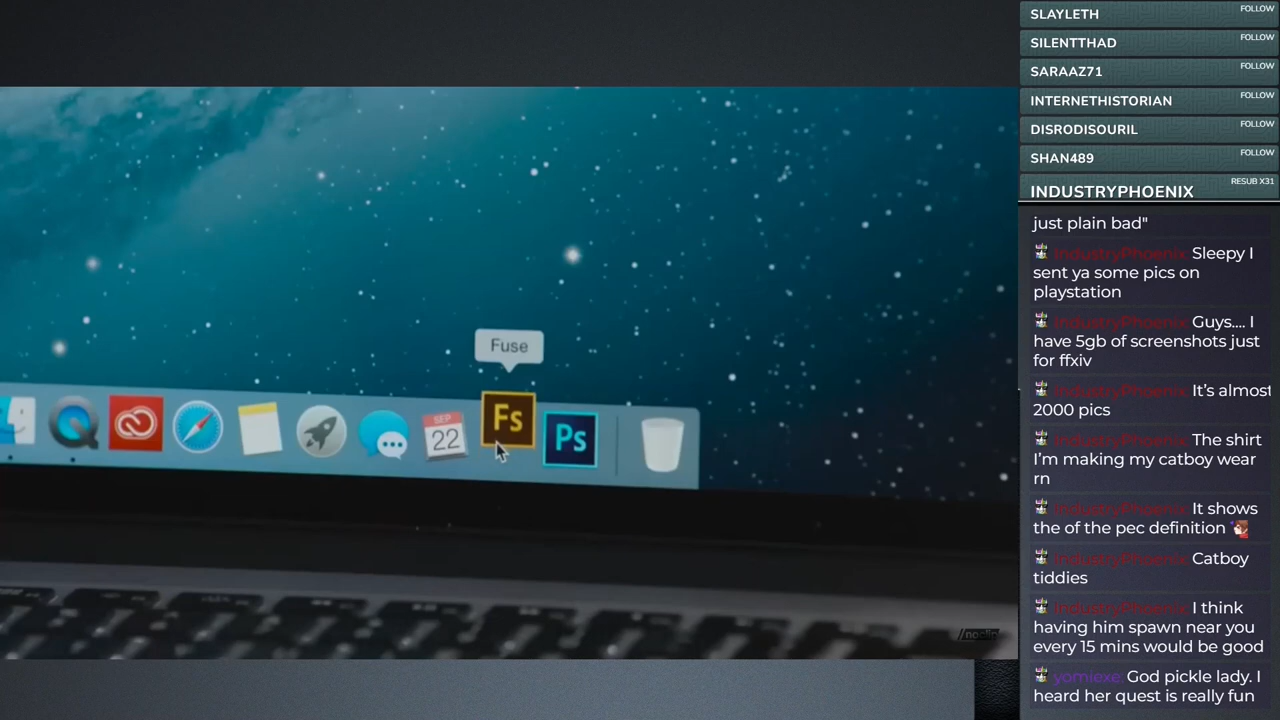 SLAYLETH FOLLOW
SILENTTHAD FOLLOW
SARAAZ71 FOLLOW
INTERNETHISTORIAN FOLLOW
DISRODISOURIL FOLLOW
SHAN489 FOLLOW
INDUSTRYPHOENIX RESUB X31
just plain bad"
IndustryPhoenix: Sleepy I
sent ya some pics on
playstation
IndustryPhoenix: Guys.... I
have 5gb of screenshots just
for ffxiv
IndustryPhoenix: It's almost
2000 pics
IndustryPhoenix: The shirt
I'm making my catboy wear
rn
IndustryPhoenix: It shows
the of the pec definition
IndustryPhoenix: Catboy
tiddies
IndustryPhoenix: I think
having him spawn near you
every 15 mins would be good
yomiexe: God pickle lady. I
heard her quest is really fun
Fuse
SEP
22
Fs
Ps
/noclip